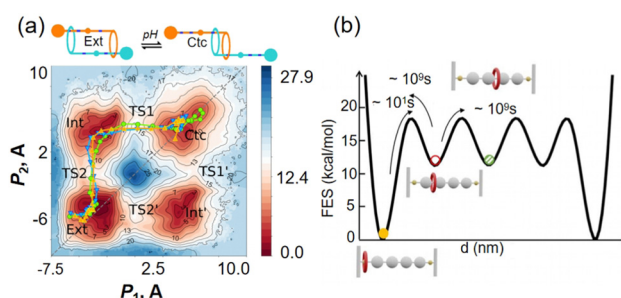 (a)
Ext
pH
Ctc
10
2
-6
P₂, A
Int
TS1
Ctc
TS2
TS1'
TS2'
Ext
Int'
-7.5
2.5
10.0
P₁, A
27.9
12.4
0.0
(b)
FES (kcal/mol)
25
20
15
10
5
0
~ 10¹s
~ 10⁹s
~ 10⁹s
d (nm)